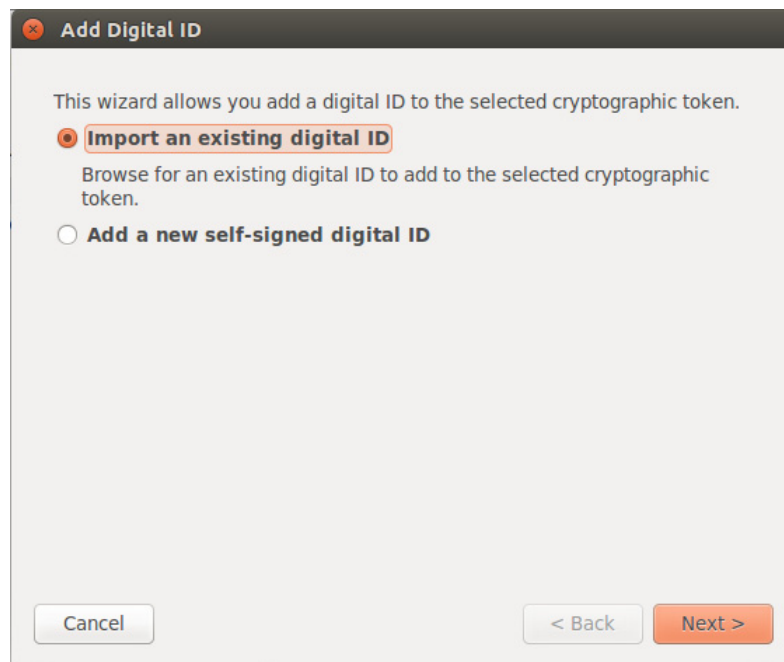 Add Digital ID
This wizard allows you add a digital ID to the selected cryptographic token.
Import an existing digital ID
Browse for an existing digital ID to add to the selected cryptographic
token.
Add a new self-signed digital ID
Cancel
< Back
Next >